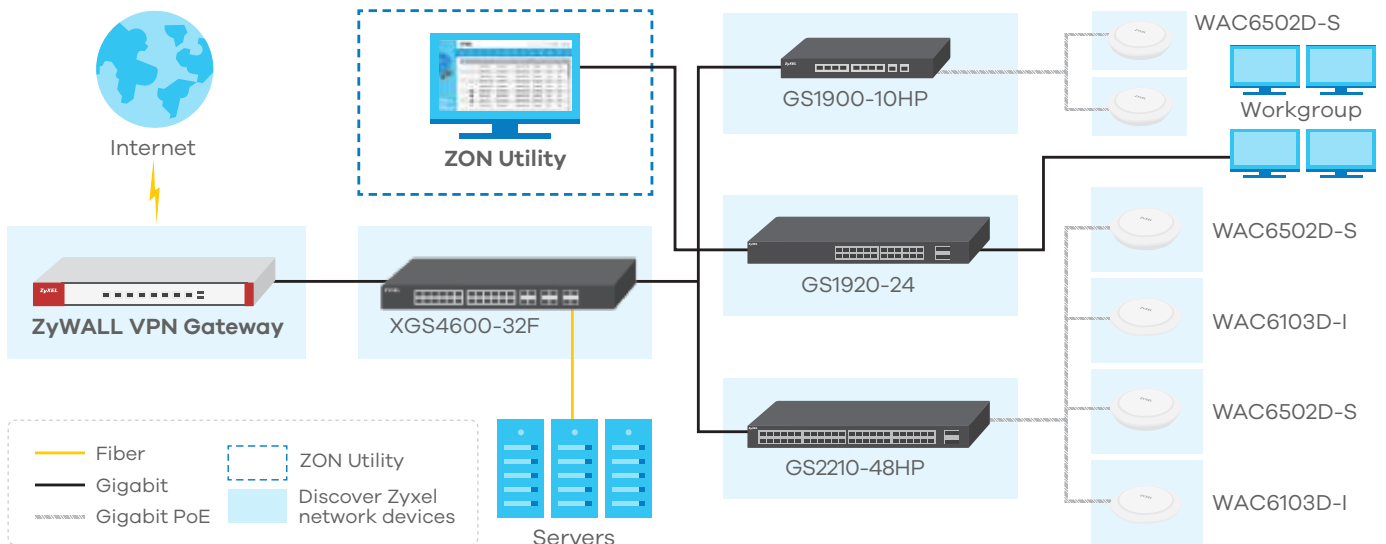 Internet
ZON Utility
GS1900-10HP
WAC6502D-S
Workgroup
ZyXEL
ZyWALL VPN Gateway
XGS4600-32F
GS1920-24
WAC6502D-S
WAC6103D-I
GS2210-48HP
WAC6502D-S
WAC6103D-I
Fiber
Gigabit
Gigabit PoE
ZON Utility
Discover Zyxel
network devices
Servers